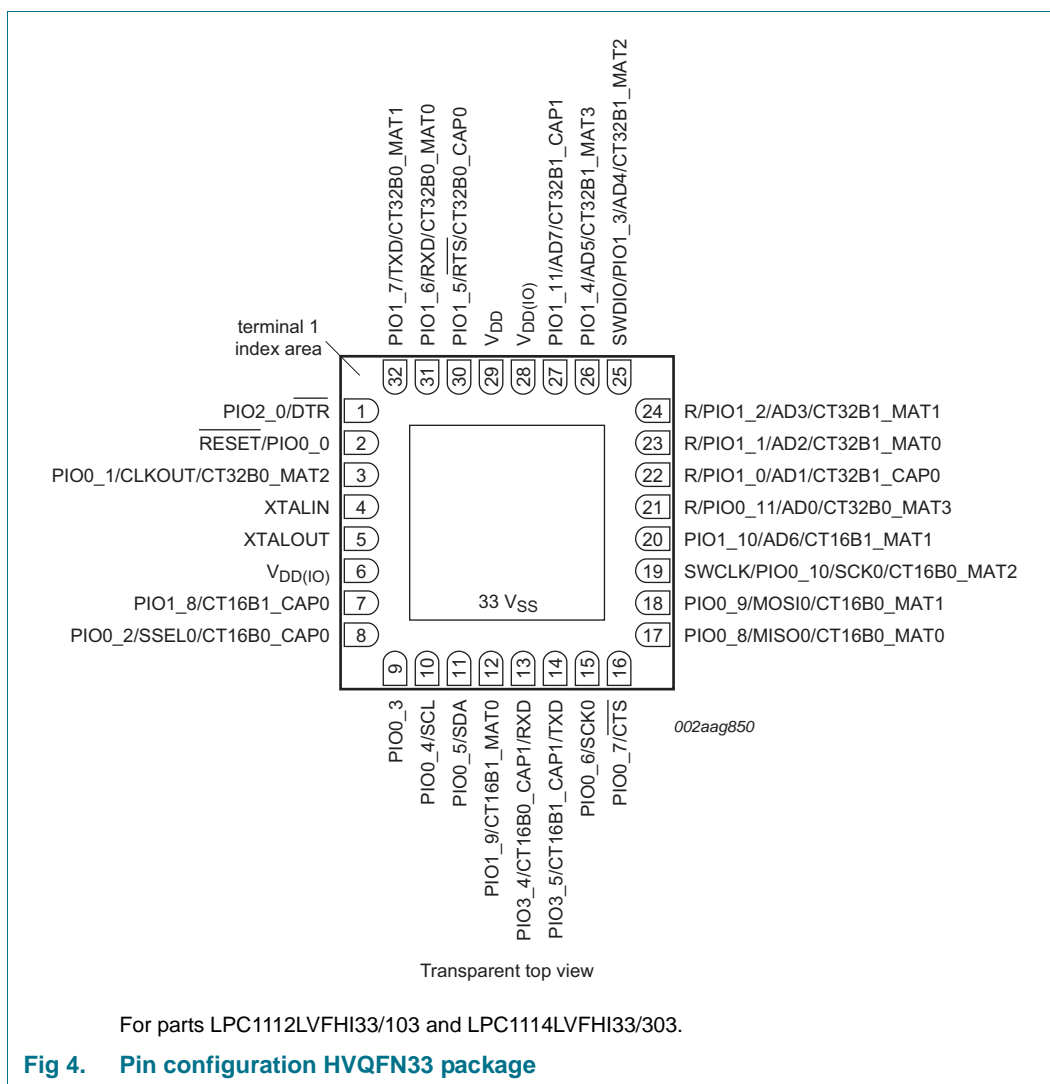 PIO1_7/TXD/CT32B0_MAT1
PIO1_6/RXD/CT32B0_MAT0
PIO1_5/RTS/CT32B0_CAP0
VDD
VDD(IO)
PIO1_11/AD7/CT32B1_CAP1
PIO1_4/AD5/CT32B1_MAT3
SWDIO/PIO1_3/AD4/CT32B1_MAT2
terminal 1
index area
32
31
30
29
28
27
26
25
PIO2_0/DTR 1
RESET/PIO0_0 2
PIO0_1/CLKOUT/CT32B0_MAT2 3
XTALIN 4
XTALOUT 5
VDD(IO) 6
PIO1_8/CT16B1_CAP0 7
PIO0_2/SSEL0/CT16B0_CAP0 8
24 R/PIO1_2/AD3/CT32B1_MAT1
23 R/PIO1_1/AD2/CT32B1_MAT0
22 R/PIO1_0/AD1/CT32B1_CAP0
21 R/PIO0_11/AD0/CT32B0_MAT3
20 PIO1_10/AD6/CT16B1_MAT1
19 SWCLK/PIO0_10/SCK0/CT16B0_MAT2
18 PIO0_9/MOSI0/CT16B0_MAT1
17 PIO0_8/MISO0/CT16B0_MAT0
33 VSS
9
10
11
12
13
14
15
16
PIO0_3
PIO0_4/SCL
PIO0_5/SDA
PIO1_9/CT16B1_MAT0
PIO3_4/CT16B0_CAP1/RXD
PIO3_5/CT16B1_CAP1/TXD
PIO0_6/SCK0
PIO0_7/CTS
002aag850
Transparent top view
For parts LPC1112LVFHI33/103 and LPC1114LVFHI33/303.
Fig 4. Pin configuration HVQFN33 package